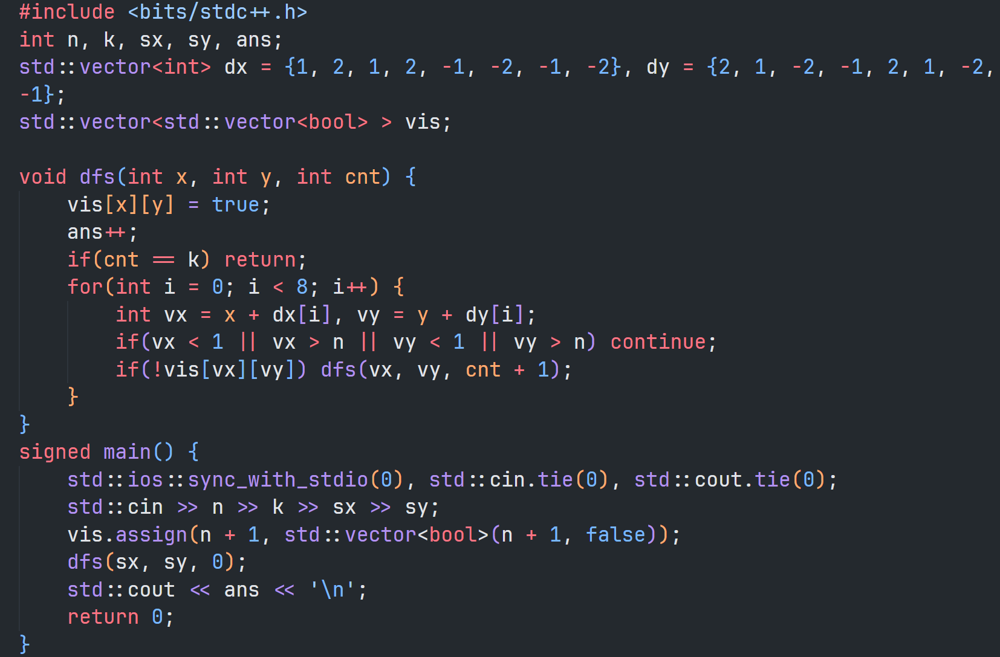 #include <bits/stdc++.h>
int n, k, sx, sy, ans;
std::vector<int> dx = {1, 2, 1, 2, -1, -2, -1, -2}, dy = {2, 1, -2, -1, 2, 1, -2,
-1};
std::vector<std::vector<bool> > vis;

void dfs(int x, int y, int cnt) {
    vis[x][y] = true;
    ans++;
    if(cnt == k) return;
    for(int i = 0; i < 8; i++) {
        int vx = x + dx[i], vy = y + dy[i];
        if(vx < 1 || vx > n || vy < 1 || vy > n) continue;
        if(!vis[vx][vy]) dfs(vx, vy, cnt + 1);
    }
}
signed main() {
    std::ios::sync_with_stdio(0), std::cin.tie(0), std::cout.tie(0);
    std::cin >> n >> k >> sx >> sy;
    vis.assign(n + 1, std::vector<bool>(n + 1, false));
    dfs(sx, sy, 0);
    std::cout << ans << '\n';
    return 0;
}